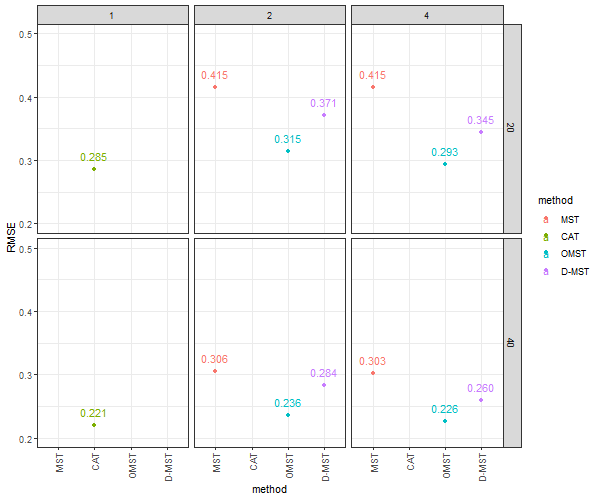 1 2 4
0.5
0.4
0.3
0.2
0.285
0.415
0.315
0.371
0.415
0.293
0.345
20
RMSE
0.5
0.4
0.3
0.2
0.221
0.306
0.236
0.284
0.303
0.226
0.260
40
MST CAT OMST D-MST
MST CAT OMST D-MST
MST CAT OMST D-MST
method
method
a MST
a CAT
a OMST
a D-MST